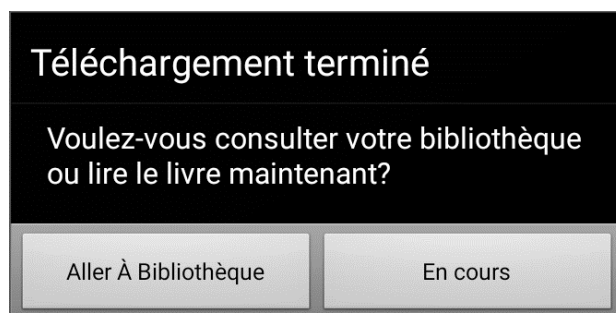 Téléchargement terminé
Voulez-vous consulter votre bibliothèque
ou lire le livre maintenant?
Aller À Bibliothèque
En cours